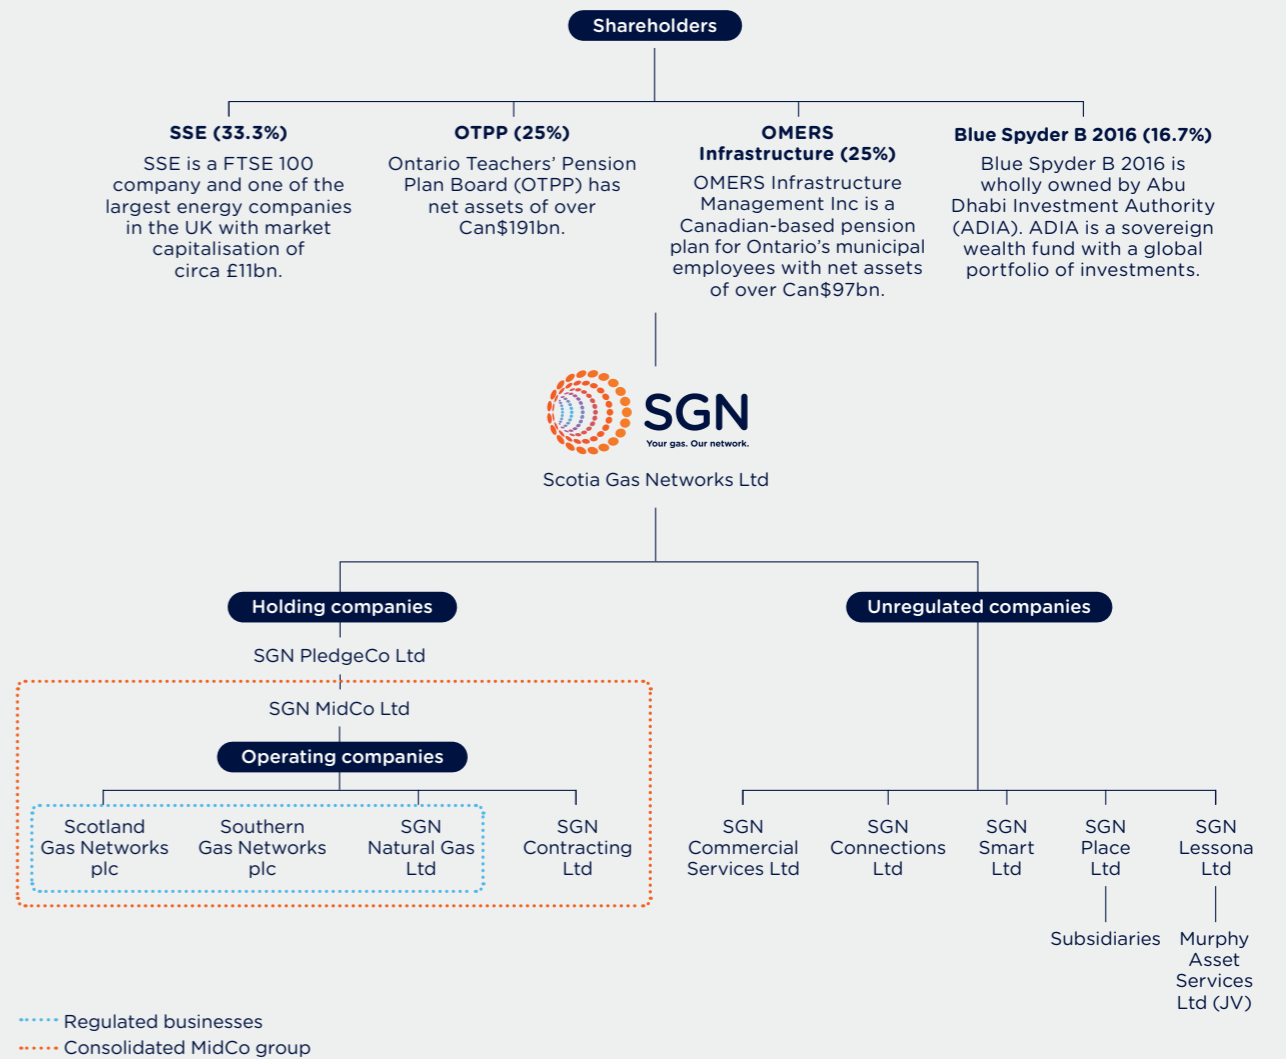 Shareholders
SSE (33.3%)
SSE is a FTSE 100
company and one of the
largest energy companies
in the UK with market
capitalisation of
circa £11bn.
OTPP (25%)
Ontario Teachers’ Pension
Plan Board (OTPP) has
net assets of over
Can$191bn.
OMERS
Infrastructure (25%)
OMERS Infrastructure
Management Inc is a
Canadian-based pension
plan for Ontario’s municipal
employees with net assets
of over Can$97bn.
Blue Spyder B 2016 (16.7%)
Blue Spyder B 2016 is
wholly owned by Abu
Dhabi Investment Authority
(ADIA). ADIA is a sovereign
wealth fund with a global
portfolio of investments.
SGN
Your gas. Our network.
Scotia Gas Networks Ltd
Holding companies
SGN PledgeCo Ltd
SGN MidCo Ltd
Operating companies
Scotland
Gas Networks
plc
Southern
Gas Networks
plc
SGN
Natural Gas
Ltd
SGN
Contracting
Ltd
Unregulated companies
SGN
Commercial
Services Ltd
SGN
Connections
Ltd
SGN
Smart
Ltd
SGN
Place
Ltd
Subsidiaries
SGN
Lessona
Ltd
Murphy
Asset
Services
Ltd (JV)
Regulated businesses
Consolidated MidCo group